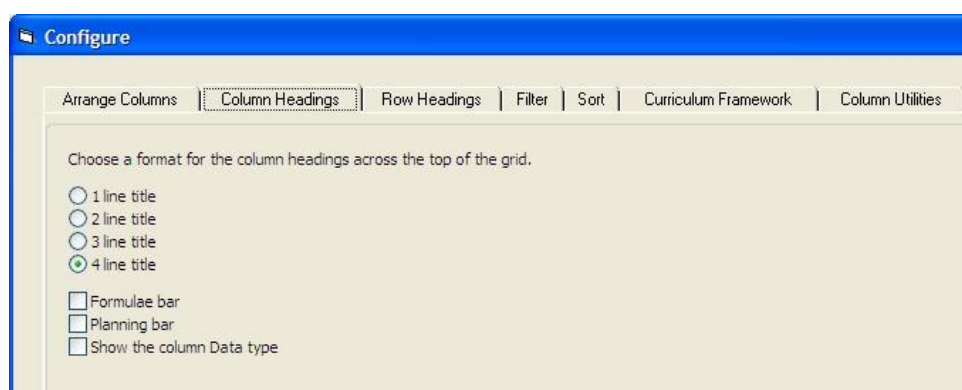 Configure
Arrange Columns Column Headings Row Headings Filter Sort Curriculum Framework Column Utilities
Choose a format for the column headings across the top of the grid.
1 line title
2 line title
3 line title
4 line title
Formulae bar
Planning bar
Show the column Data type